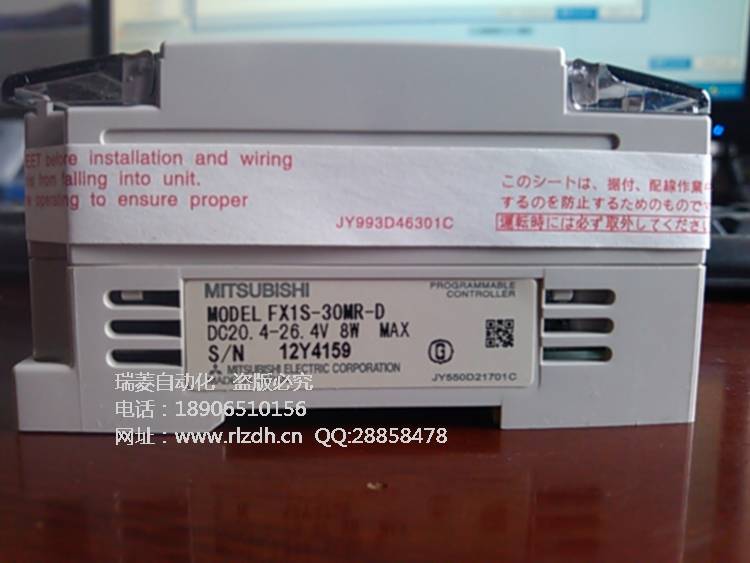 EET before installation and wiring
from falling into unit.
operating to ensure proper
JY993D46301C
このシートは、据付、配線作業中
するのを防止するためのもので
運転時には必ず取外してください
MITSUBISHI
PROGRAMMABLE
CONTROLLER
MODEL FX1S-30MR-D
DC20.4-26.4V 8W MAX
S/N 12Y4159
MITSUBISHI ELECTRIC CORPORATION
JY550D21701C
瑞菱自动化 盗版必究
电话：18906510156
网址：www.rlzdh.cn QQ:28858478